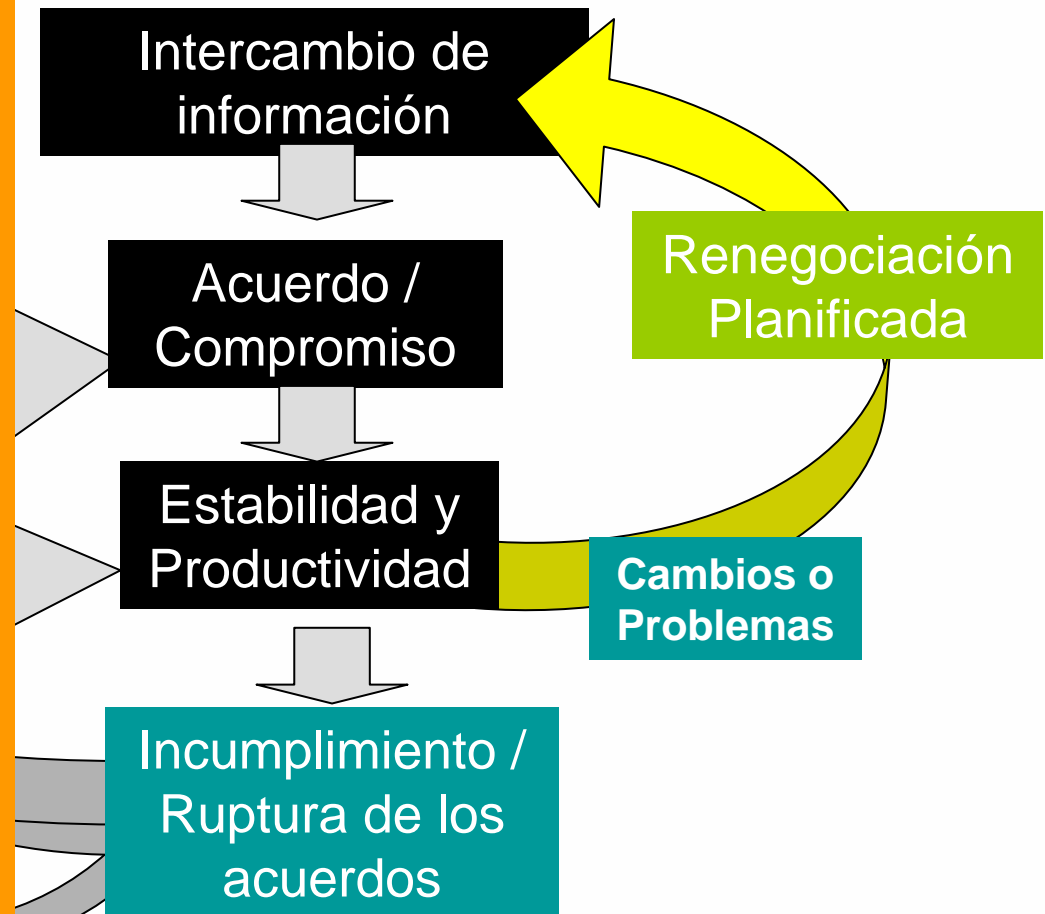 Intercambio de
información
Renegociación
Planificada
Acuerdo /
Compromiso
Estabilidad y
Productividad
Cambios o
Problemas
Incumplimiento /
Ruptura de los
acuerdos